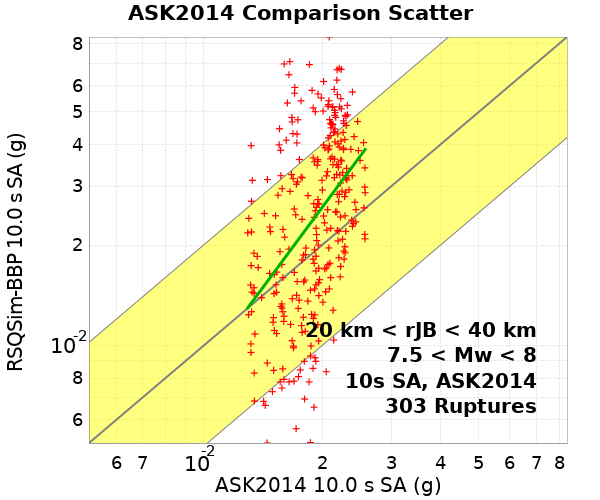 ASK2014 Comparison Scatter
RSQSim-BBP 10.0 s SA (g)
8
6
5
4
3
2
10-2
8
6
20 km < rJB < 40 km
7.5 < Mw < 8
10s SA, ASK2014
303 Ruptures
6 7 10-2 2 3 4 5 6 7 8
ASK2014 10.0 s SA (g)